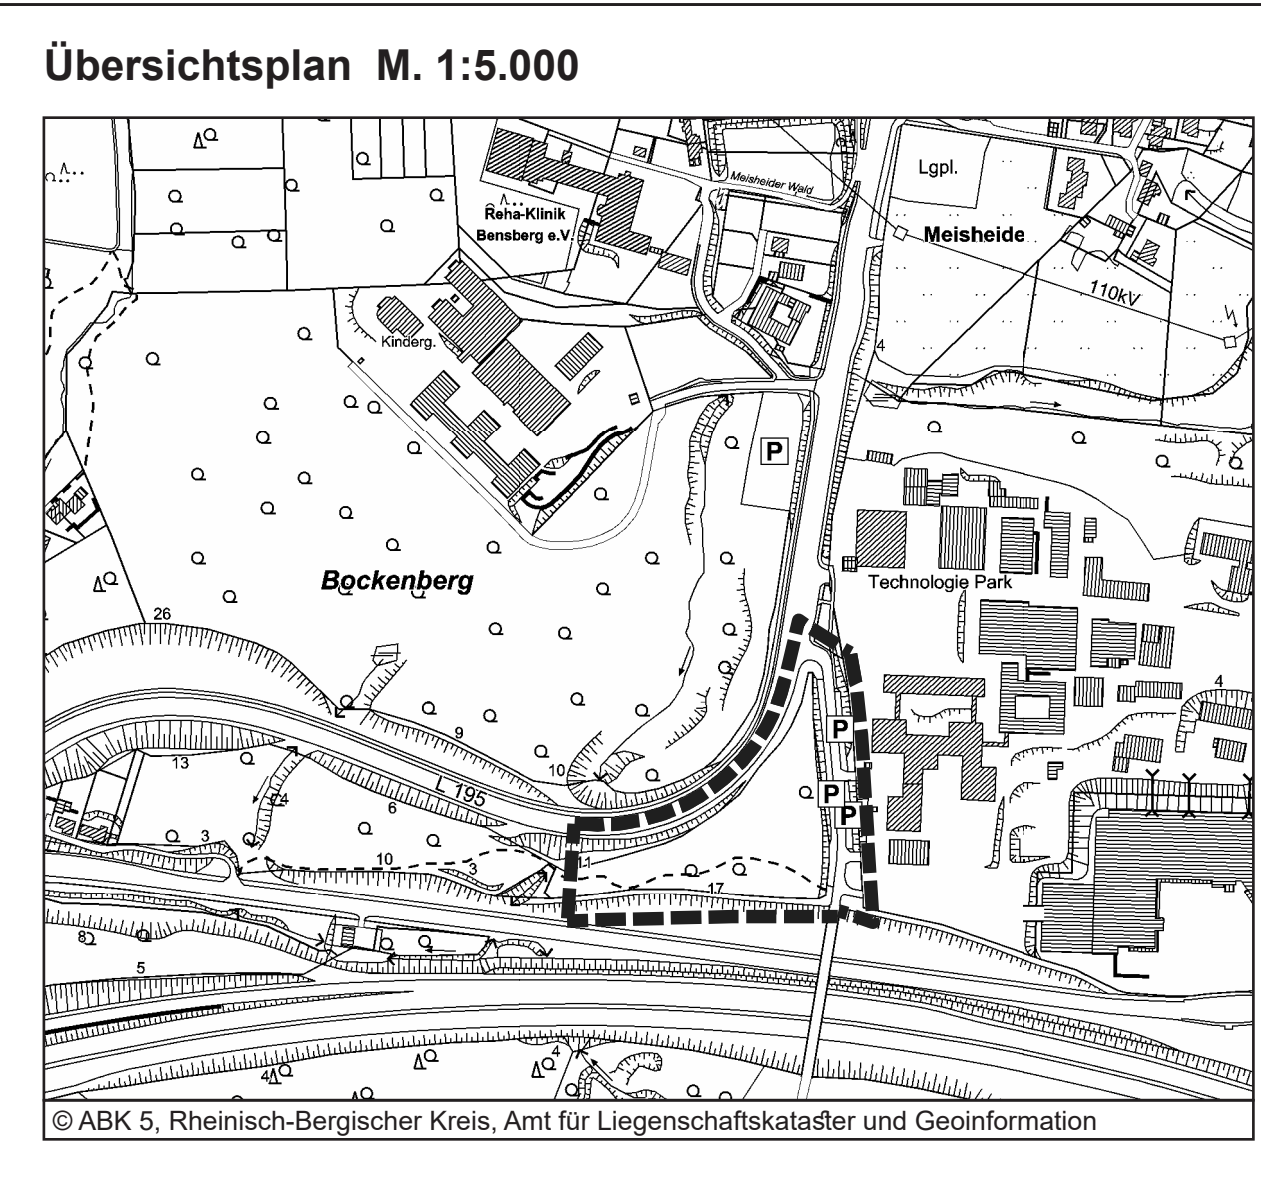 Übersichtsplan M. 1:5.000
Lgpl.
Meisheider Wald
Reha-Klinik
Bensberg e.V.
Meisheide
110kV
Kinderg.
4
P
Bockenberg
Technologie Park
26
4
9
P
10
13
L 195
P
6
P
3
11
10
3
17
8
5
4
4
© ABK 5, Rheinisch-Bergischer Kreis, Amt für Liegenschaftskataster und Geoinformation